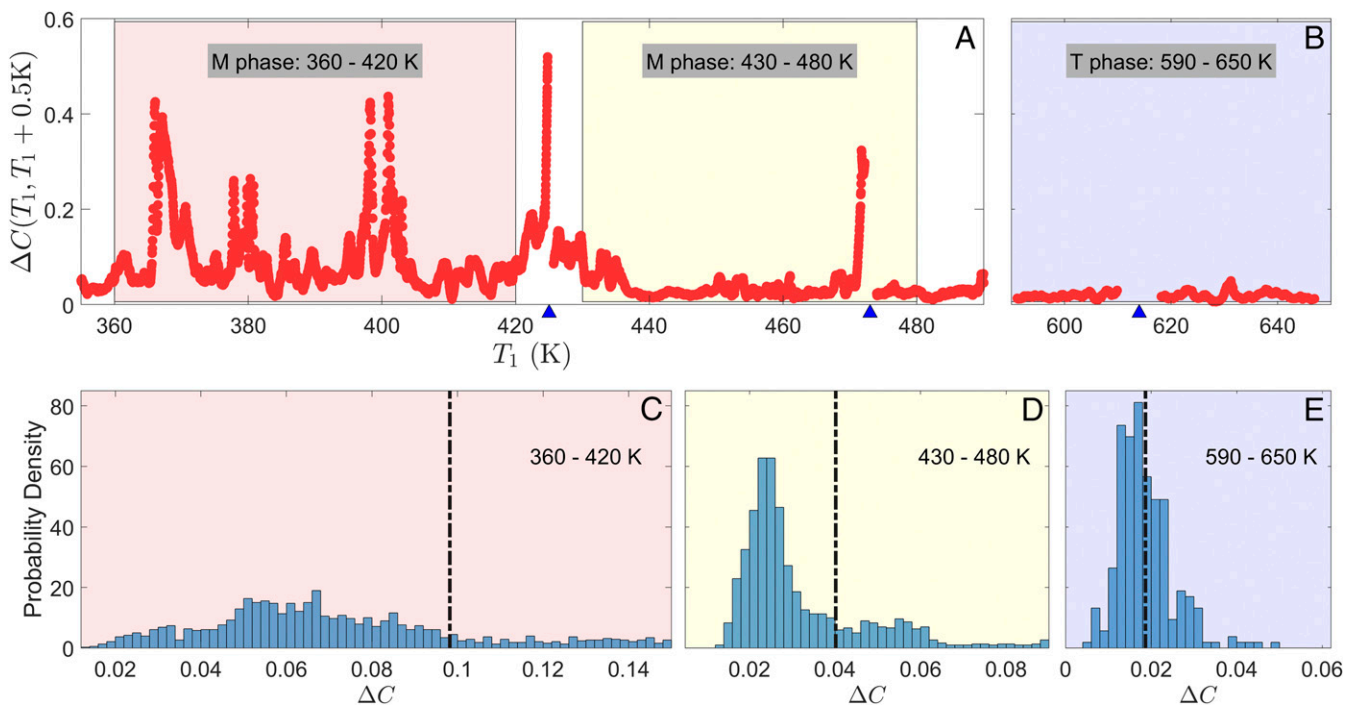 A
B
M phase: 360 - 420 K
M phase: 430 - 480 K
T phase: 590 - 650 K
ΔC(T₁, T₁ + 0.5K)
0.6
0.4
0.2
0
360
380
400
420
440
460
480
600
620
640
T₁ (K)
C
D
E
360 - 420 K
430 - 480 K
590 - 650 K
Probability Density
80
60
40
20
0
0.02
0.04
0.06
0.08
0.1
0.12
0.14
0.02
0.04
0.06
0.08
0
0.02
0.04
0.06
ΔC
ΔC
ΔC